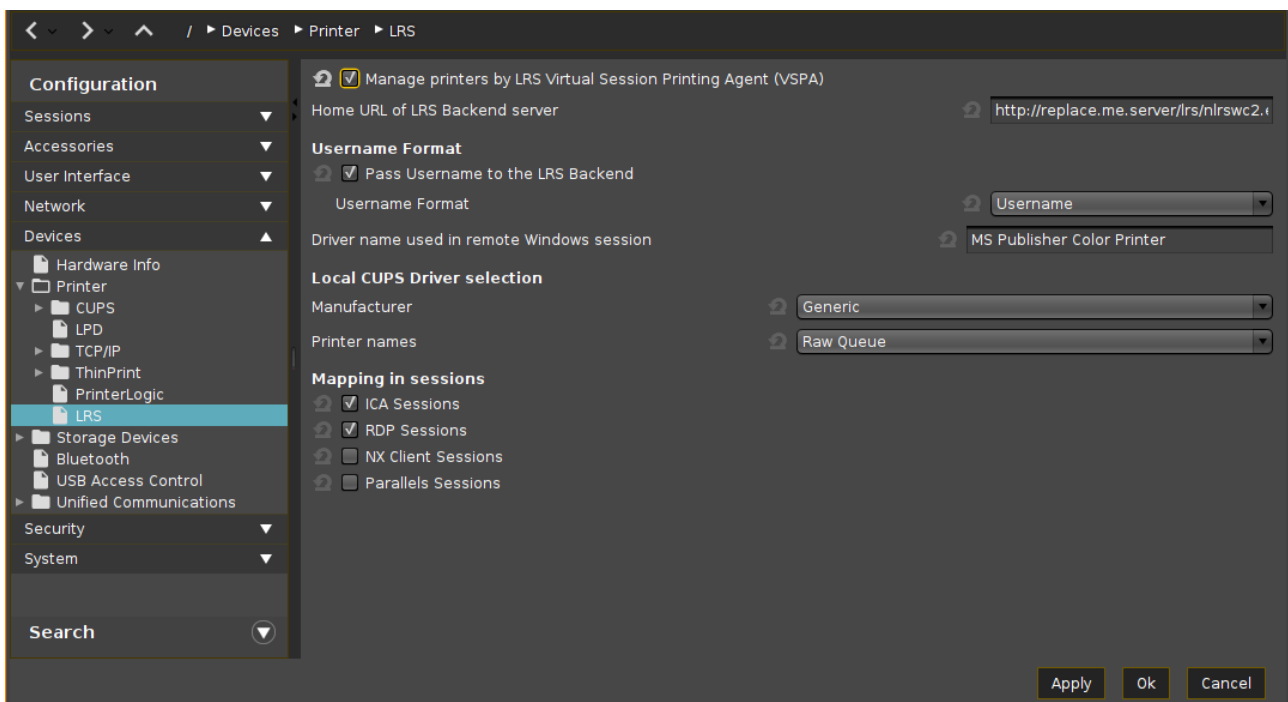 / Devices Printer LRS
Configuration
Sessions
Accessories
User Interface
Network
Devices
Hardware Info
Printer
CUPS
LPD
TCP/IP
ThinPrint
PrinterLogic
LRS
Storage Devices
Bluetooth
USB Access Control
Unified Communications
Security
System
Search
Manage printers by LRS Virtual Session Printing Agent (VSPA)
Home URL of LRS Backend server http://replace.me.server/lrs/nlrswc2.
Username Format
Pass Username to the LRS Backend
Username Format Username
Driver name used in remote Windows session MS Publisher Color Printer
Local CUPS Driver selection
Manufacturer Generic
Printer names Raw Queue
Mapping in sessions
ICA Sessions
RDP Sessions
NX Client Sessions
Parallels Sessions
Apply Ok Cancel